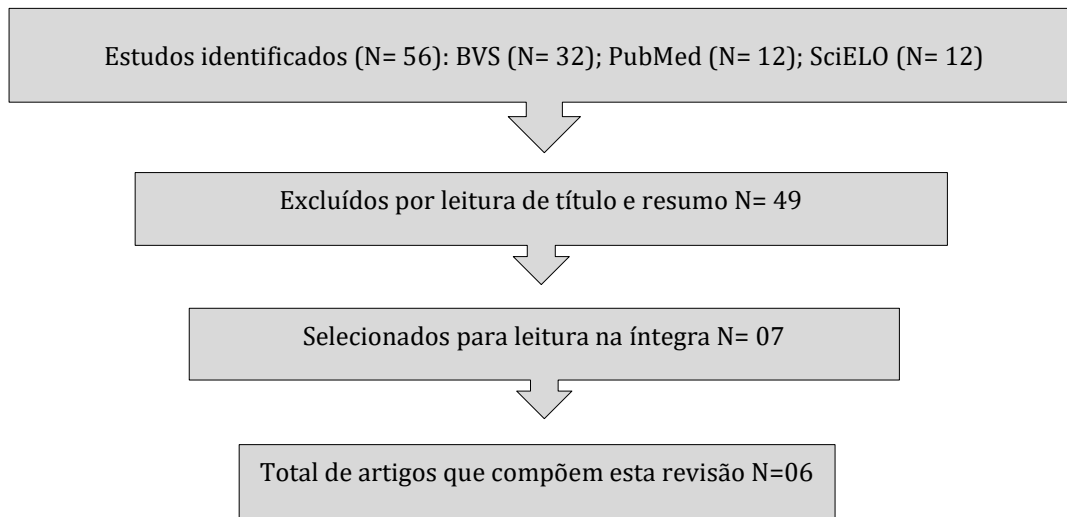 Estudos identificados (N= 56): BVS (N= 32); PubMed (N= 12); SciELO (N= 12)
Excluídos por leitura de título e resumo N= 49
Selecionados para leitura na íntegra N= 07
Total de artigos que compõem esta revisão N=06